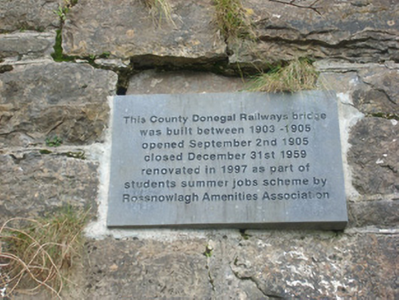 This County Donegal Railways bridge
was built between 1903 -1905
opened September 2nd 1905
closed December 31st 1959
renovated in 1997 as part of
students summer jobs scheme by
Rossnowlagh Amenities Association